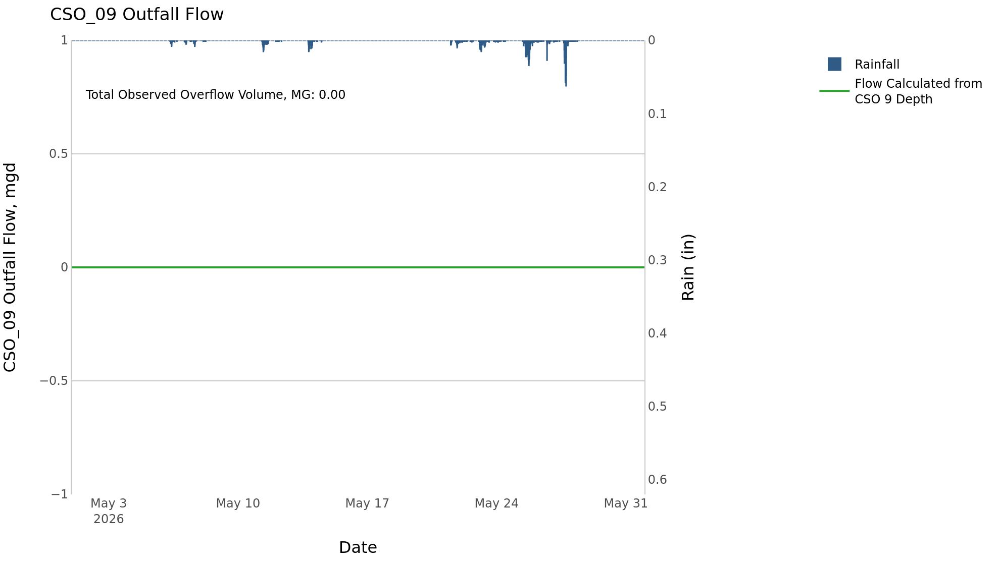 CSO_09 Outfall Flow
1
0.5
0
−0.5
−1
CSO_09 Outfall Flow, mgd
Total Observed Overflow Volume, MG: 0.00
0
0.1
0.2
0.3
0.4
0.5
0.6
Rain (in)
Rainfall
Flow Calculated from
CSO 9 Depth
May 3
2026
May 10
May 17
May 24
May 31
Date